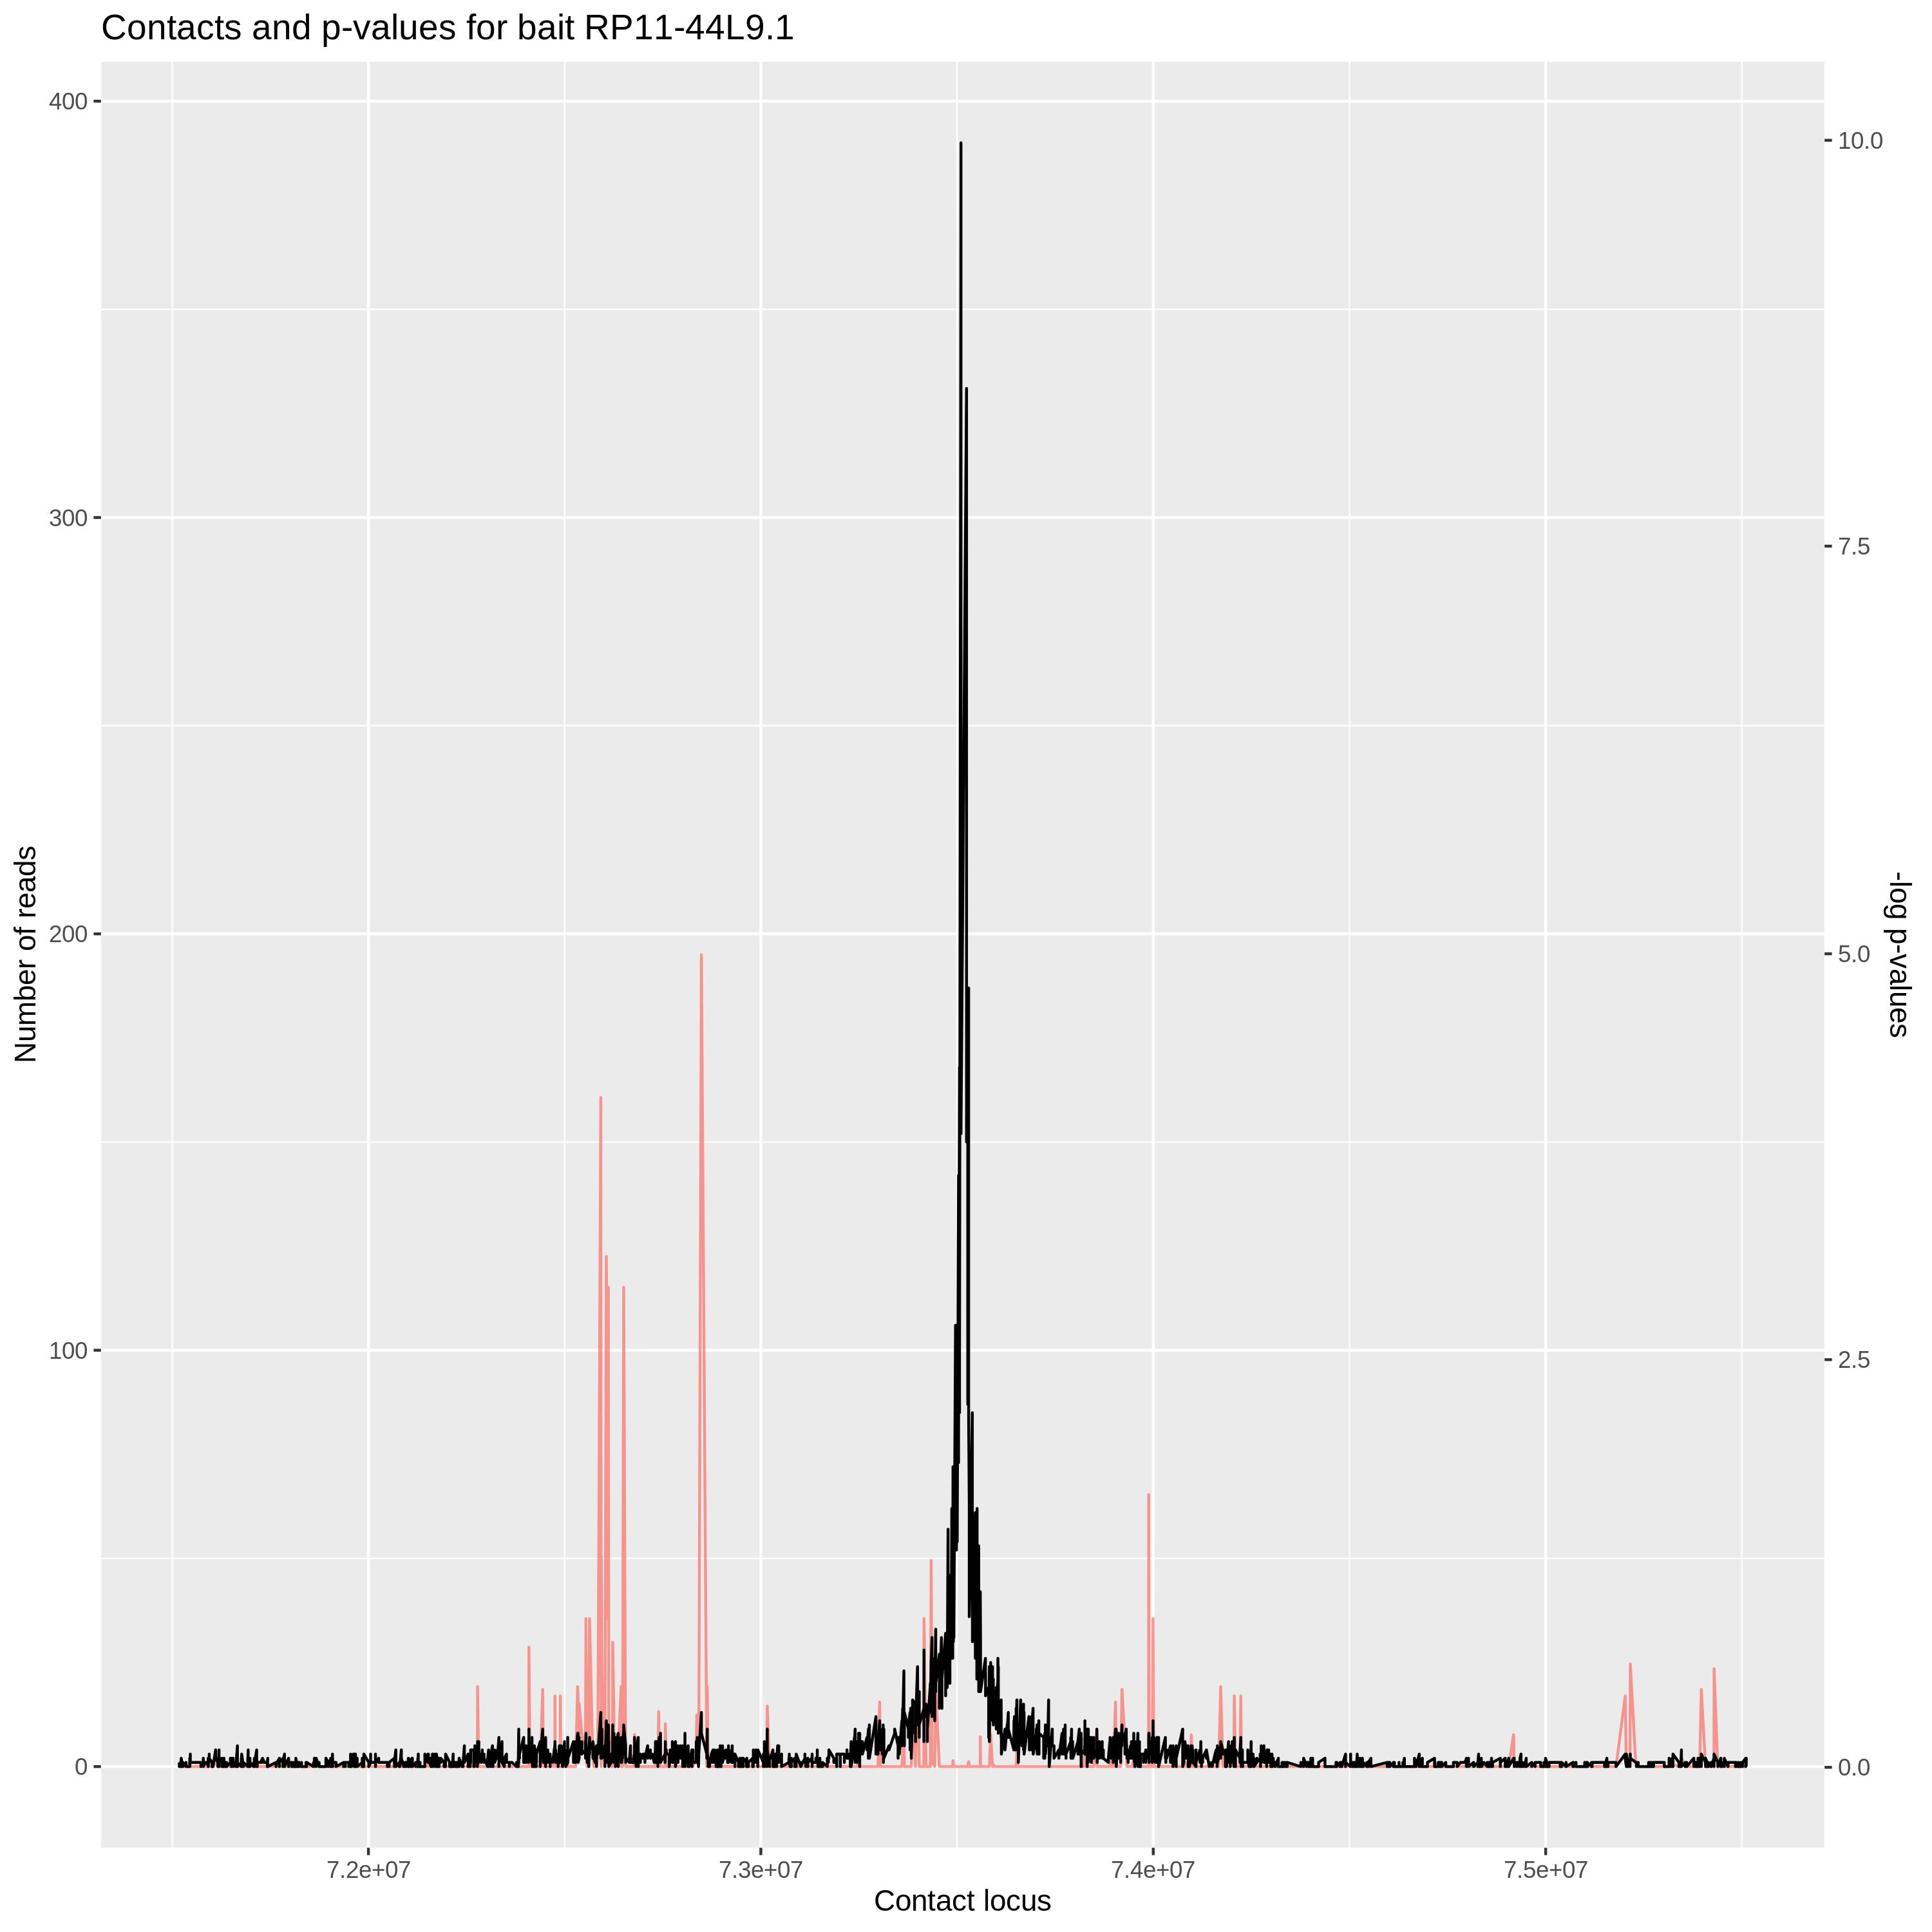 Contacts and p-values for bait RP11-44L9.1
400
300
200
100
0
10.0
7.5
5.0
2.5
0.0
Number of reads
-log p-values
7.2e+07
7.3e+07
7.4e+07
7.5e+07
Contact locus